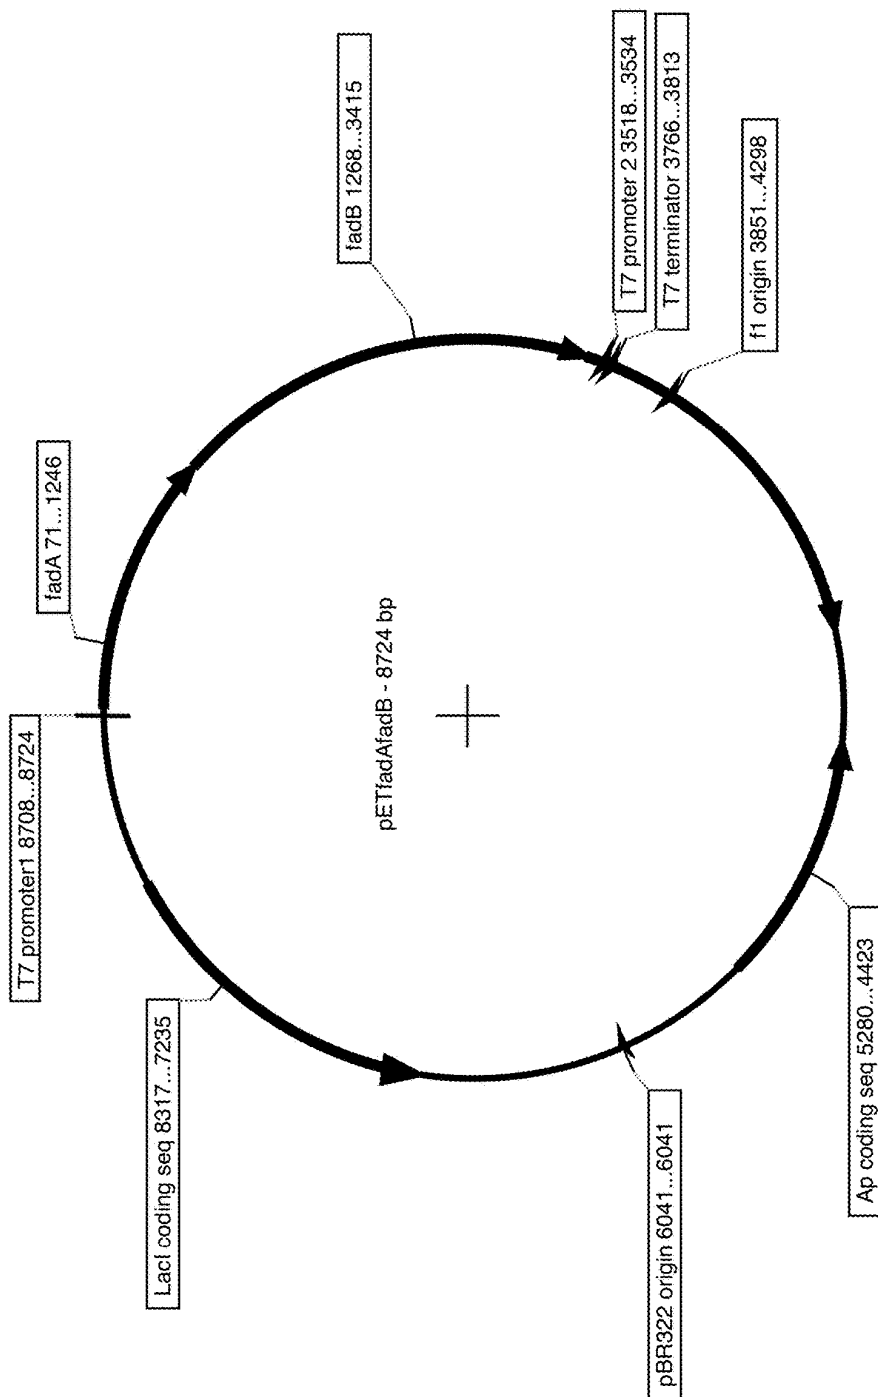 T7 promoter1 8708...8724
fadA 71...1246
fadB 1268...3415
T7 promoter 2 3518...3534
T7 terminator 3766...3813
f1 origin 3851...4298
pETfadAfadB - 8724 bp
LacI coding seq 8317...7235
pBR322 origin 6041...6041
Ap coding seq 5280...4423